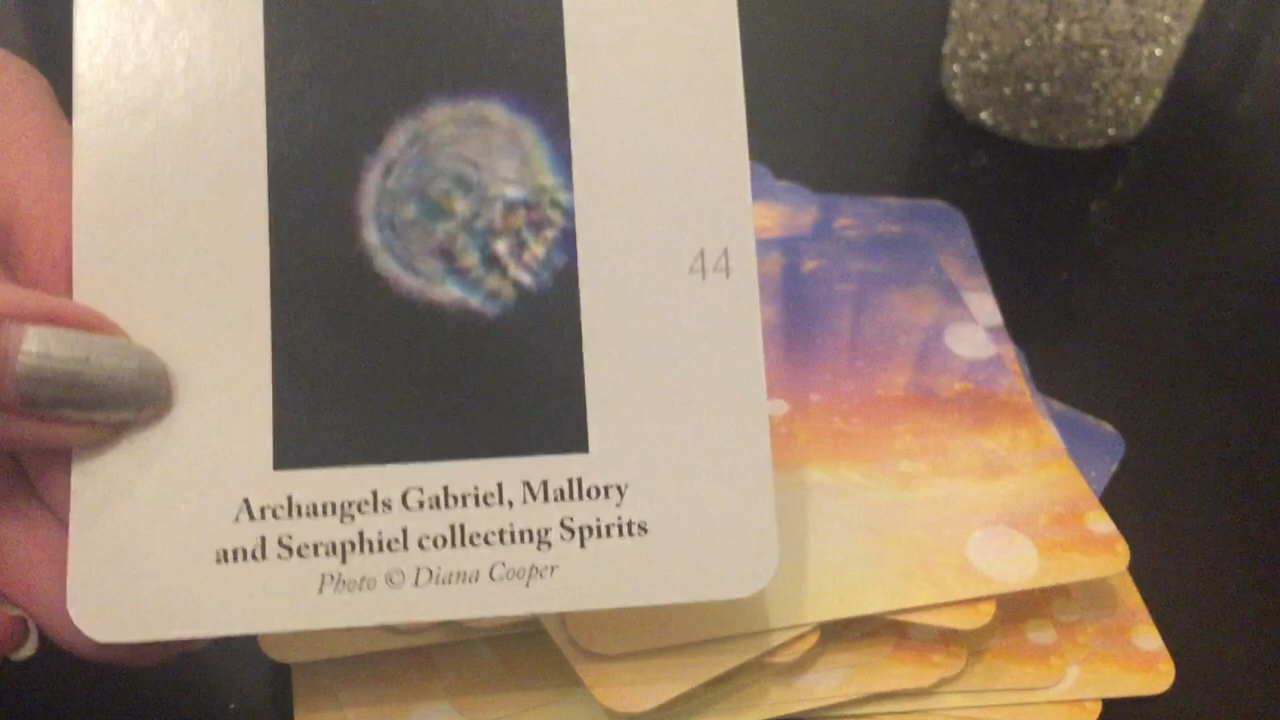 44
Archangels Gabriel, Mallory
and Seraphiel collecting Spirits
Photo © Diana Cooper